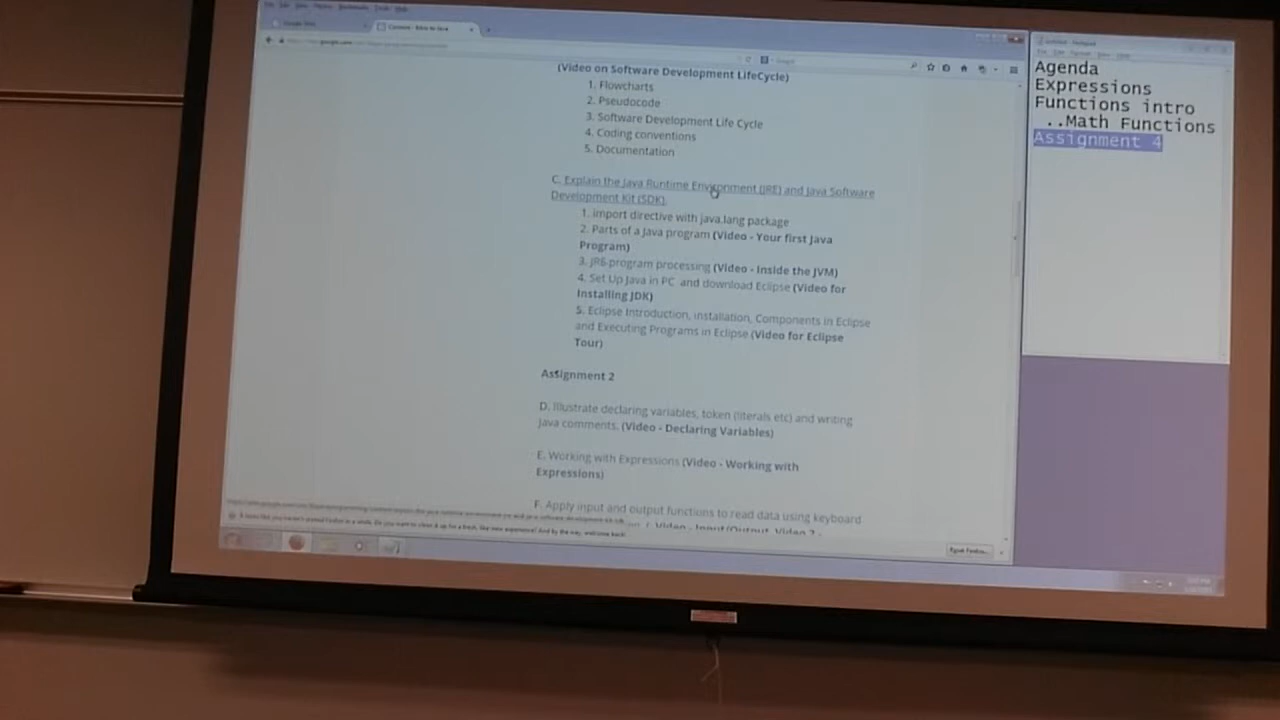 (Video on Software Development LifeCycle)
1. Flowcharts
2. Pseudocode
3. Software Development Life Cycle
4. Coding conventions
5. Documentation
C. Explain the Java Runtime Environment (JRE) and Java Software
Development Kit (SDK)
1. Import directive with java.lang package
2. Parts of a Java program (Video - Your first Java
Program)
3. JRE program processing (Video - Inside the JVM)
4. Set Up Java in PC and download Eclipse (Video for
Installing JDK)
5. Eclipse Introduction, installation, Components in Eclipse
and Executing Programs in Eclipse (Video for Eclipse
Tour)
Assignment 2
D. Illustrate declaring variables, token (literals etc) and writing
Java comments. (Video - Declaring Variables)
E. Working with Expressions (Video - Working with
Expressions)
F. Apply input and output functions to read data using keyboard
Agenda
Expressions
Functions intro
..Math Functions
Assignment 4